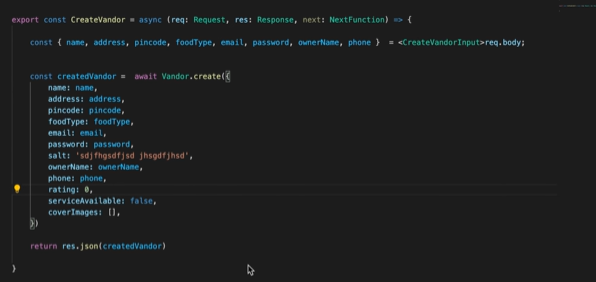 export const CreateVandor = async (req: Request, res: Response, next: NextFunction) => {
const { name, address, pincode, foodType, email, password, ownerName, phone } = <CreateVandorInput>req.body;
const createdVandor = await Vandor.create({
name: name,
address: address,
pincode: pincode,
foodType: foodType,
email: email,
password: password,
salt: 'sdjfhgsdfjsd jhsgdfjhsd',
ownerName: ownerName,
phone: phone,
rating: 0,
serviceAvailable: false,
coverImages: [],
})
return res.json(createdVandor)
}